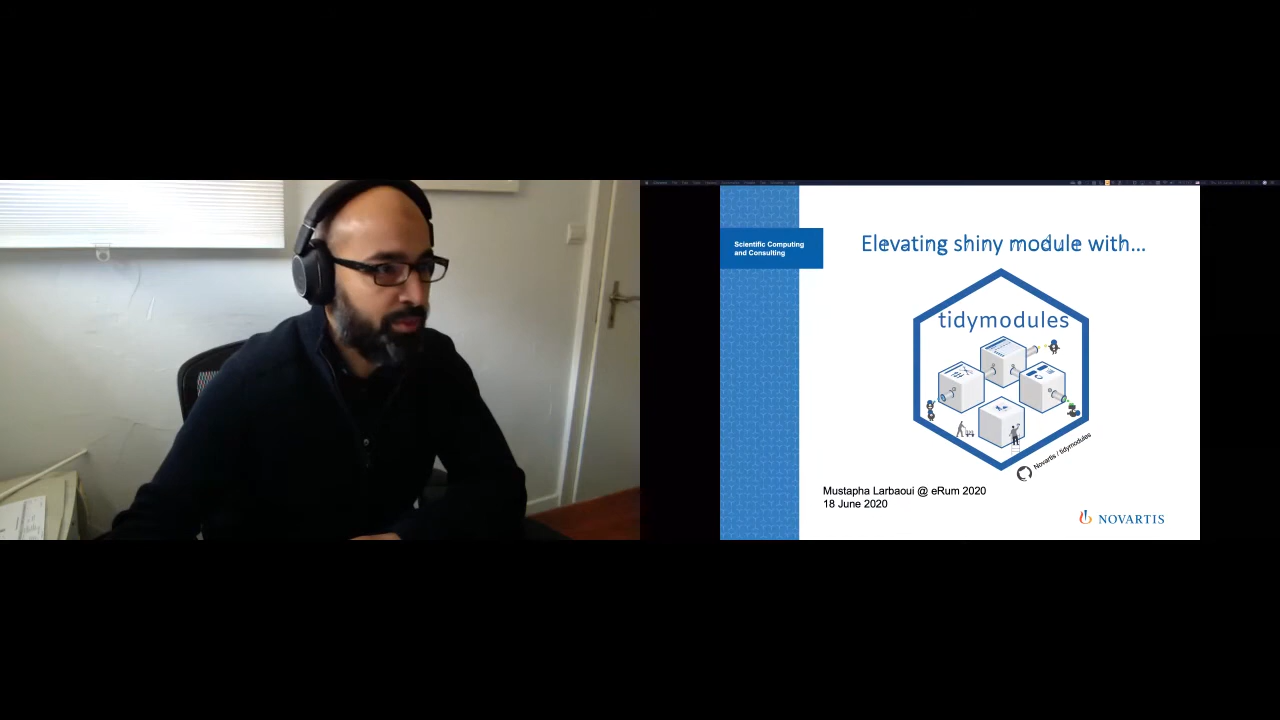 Scientific Computing
and Consulting
Elevating shiny module with...
tidymodules
Novartis / tidymodules
Mustapha Larbaoui @ eRum 2020
18 June 2020
NOVARTIS